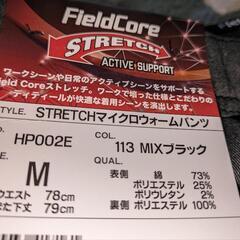 FieldCore
STRETCH
ACTIVE SUPPORT
ワークシーンや日常のアクティブシーンをサポートする
Field Coreストレッチ。ワークで培った仕様とこだわりの
ディティールが快適な着用シーンを演出します。
STYLE. STRETCHマイクロウォームパンツ
HP002E
COL.
113 MIXブラック
M
QUAL.
表側 綿 73%
ポリエステル 25%
ポリウレタン 2%
裏側 ポリエステル 100%
ウエスト 78cm
また下丈 79cm